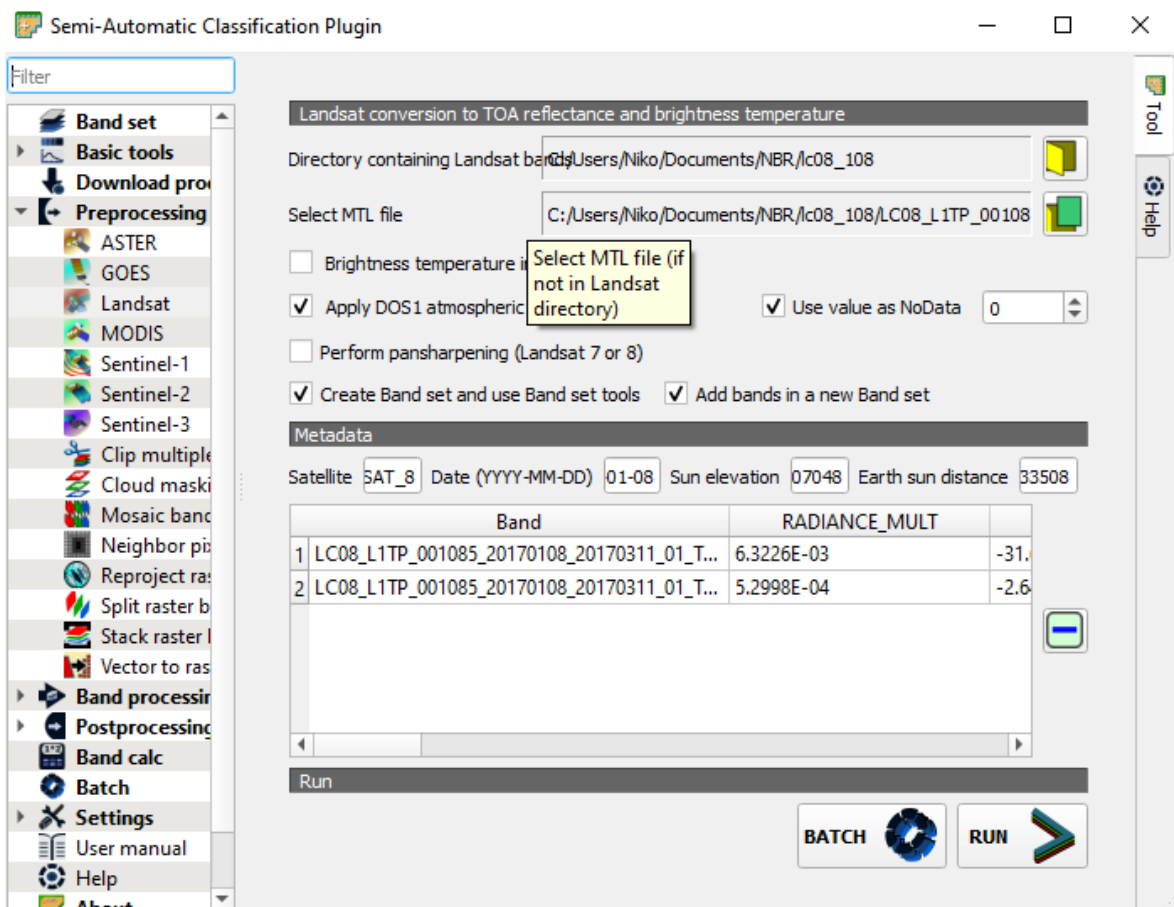 Semi-Automatic Classification Plugin
Filter
Band set
Basic tools
Download pro
Preprocessing
ASTER
GOES
Landsat
MODIS
Sentinel-1
Sentinel-2
Sentinel-3
Clip multiple
Cloud maski
Mosaic band
Neighbor pi
Reproject ras
Split raster b
Stack raster
Vector to ras
Band processin
Postprocessing
Band calc
Batch
Settings
User manual
Help
About
Landsat conversion to TOA reflectance and brightness temperature
Directory containing Landsat bands C:/Users/Niko/Documents/NBR/lc08_108
Select MTL file C:/Users/Niko/Documents/NBR/lc08_108/LC08_L1TP_00108
Brightness temperature in
Select MTL file (if
not in Landsat
directory)
Apply DOS1 atmospheric
Use value as NoData 0
Perform pansharpening (Landsat 7 or 8)
Create Band set and use Band set tools Add bands in a new Band set
Metadata
Satellite SAT_8 Date (YYYY-MM-DD) 01-08 Sun elevation 07048 Earth sun distance 33508
Band RADIANCE_MULT
1 LC08_L1TP_001085_20170108_20170311_01_T... 6.3226E-03 -31.
2 LC08_L1TP_001085_20170108_20170311_01_T... 5.2998E-04 -2.6
Run
BATCH RUN
Tool
Help